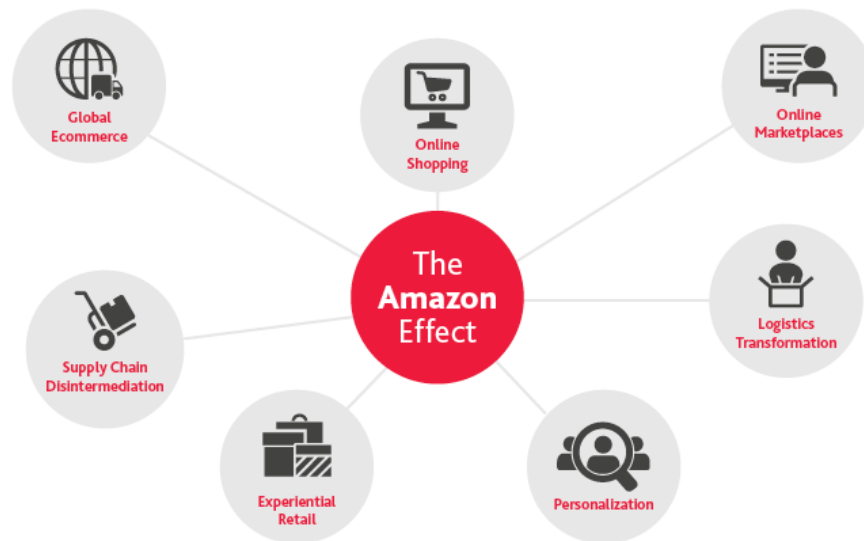 Global
Ecommerce
Online
Shopping
Online
Marketplaces
The
Amazon
Effect
Supply Chain
Disintermediation
Logistics
Transformation
Experiential
Retail
Personalization